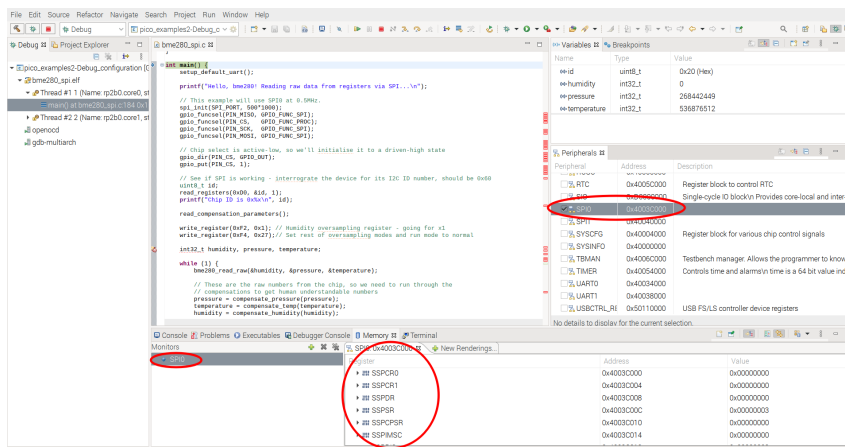 File Edit Source Refactor Navigate Search Project Run Window Help
Debug
pico_examples2-Debug_c
Debug
Project Explorer
pico_examples2-Debug_configuration [C
bme280_spi.elf
Thread #1 1 (Name: rp2b0.core0, st
main() at bme280_spi.c:184 0x1
Thread #2 2 (Name: rp2b0.core1, st
openocd
gdb-multiarch
bme280_spi.c
}
int main() {
setup_default_uart();
printf("Hello, bme280! Reading raw data from registers via SPI...\n");
// This example will use SPI0 at 0.5MHz.
spi_init(SPI_PORT, 500*1000);
gpio_funcsel(PIN_MISO, GPIO_FUNC_SPI);
gpio_funcsel(PIN_CS, GPIO_FUNC_PROC);
gpio_funcsel(PIN_SCK, GPIO_FUNC_SPI);
gpio_funcsel(PIN_MOSI, GPIO_FUNC_SPI);
// Chip select is active-low, so we'll initialise it to a driven-high state
gpio_dir(PIN_CS, GPIO_OUT);
gpio_put(PIN_CS, 1);
// See if SPI is working - interrograte the device for its I2C ID number, should be 0x60
uint8_t id;
read_registers(0xD0, &id, 1);
printf("Chip ID is 0x%x\n", id);
read_compensation_parameters();
write_register(0xF2, 0x1); // Humidity oversampling register - going for x1
write_register(0xF4, 0x27);// Set rest of oversampling modes and run mode to normal
int32_t humidity, pressure, temperature;
while (1) {
bme280_read_raw(&humidity, &pressure, &temperature);
// These are the raw numbers from the chip, so we need to run through the
// compensations to get human understandable numbers
pressure = compensate_pressure(pressure);
temperature = compensate_temp(temperature);
humidity = compensate_humidity(humidity);
Variables
Breakpoints
Name Type Value
id uint8_t 0x20 (Hex)
humidity int32_t 0
pressure int32_t 268442449
temperature int32_t 536876512
Peripherals
Peripheral Address Description
RTC 0x4005C000 Register block to control RTC
SIO 0xD0000000 Single-cycle IO block\n Provides core-local and inter-
SPI0 0x4003C000
SPI1 0x40040000
SYSCFG 0x40004000 Register block for various chip control signals
SYSINFO 0x40000000
TBMAN 0x4006C000 Testbench manager. Allows the programmer to know
TIMER 0x40054000 Controls time and alarms\n time is a 64 bit value ind
UART0 0x40034000
UART1 0x40038000
USBCTRL_RE 0x50110000 USB FS/LS controller device registers
No details to display for the current selection.
Console Problems Executables Debugger Console Memory Terminal
Monitors
SPI0
SPI0: 0x4003C000
New Renderings...
Register Address Value
SSPCR0 0x4003C000 0x00000000
SSPCR1 0x4003C004 0x00000000
SSPDR 0x4003C008 0x00000000
SSPSR 0x4003C00C 0x00000003
SSPCPSR 0x4003C010 0x00000000
SSPIMSC 0x4003C014 0x00000000